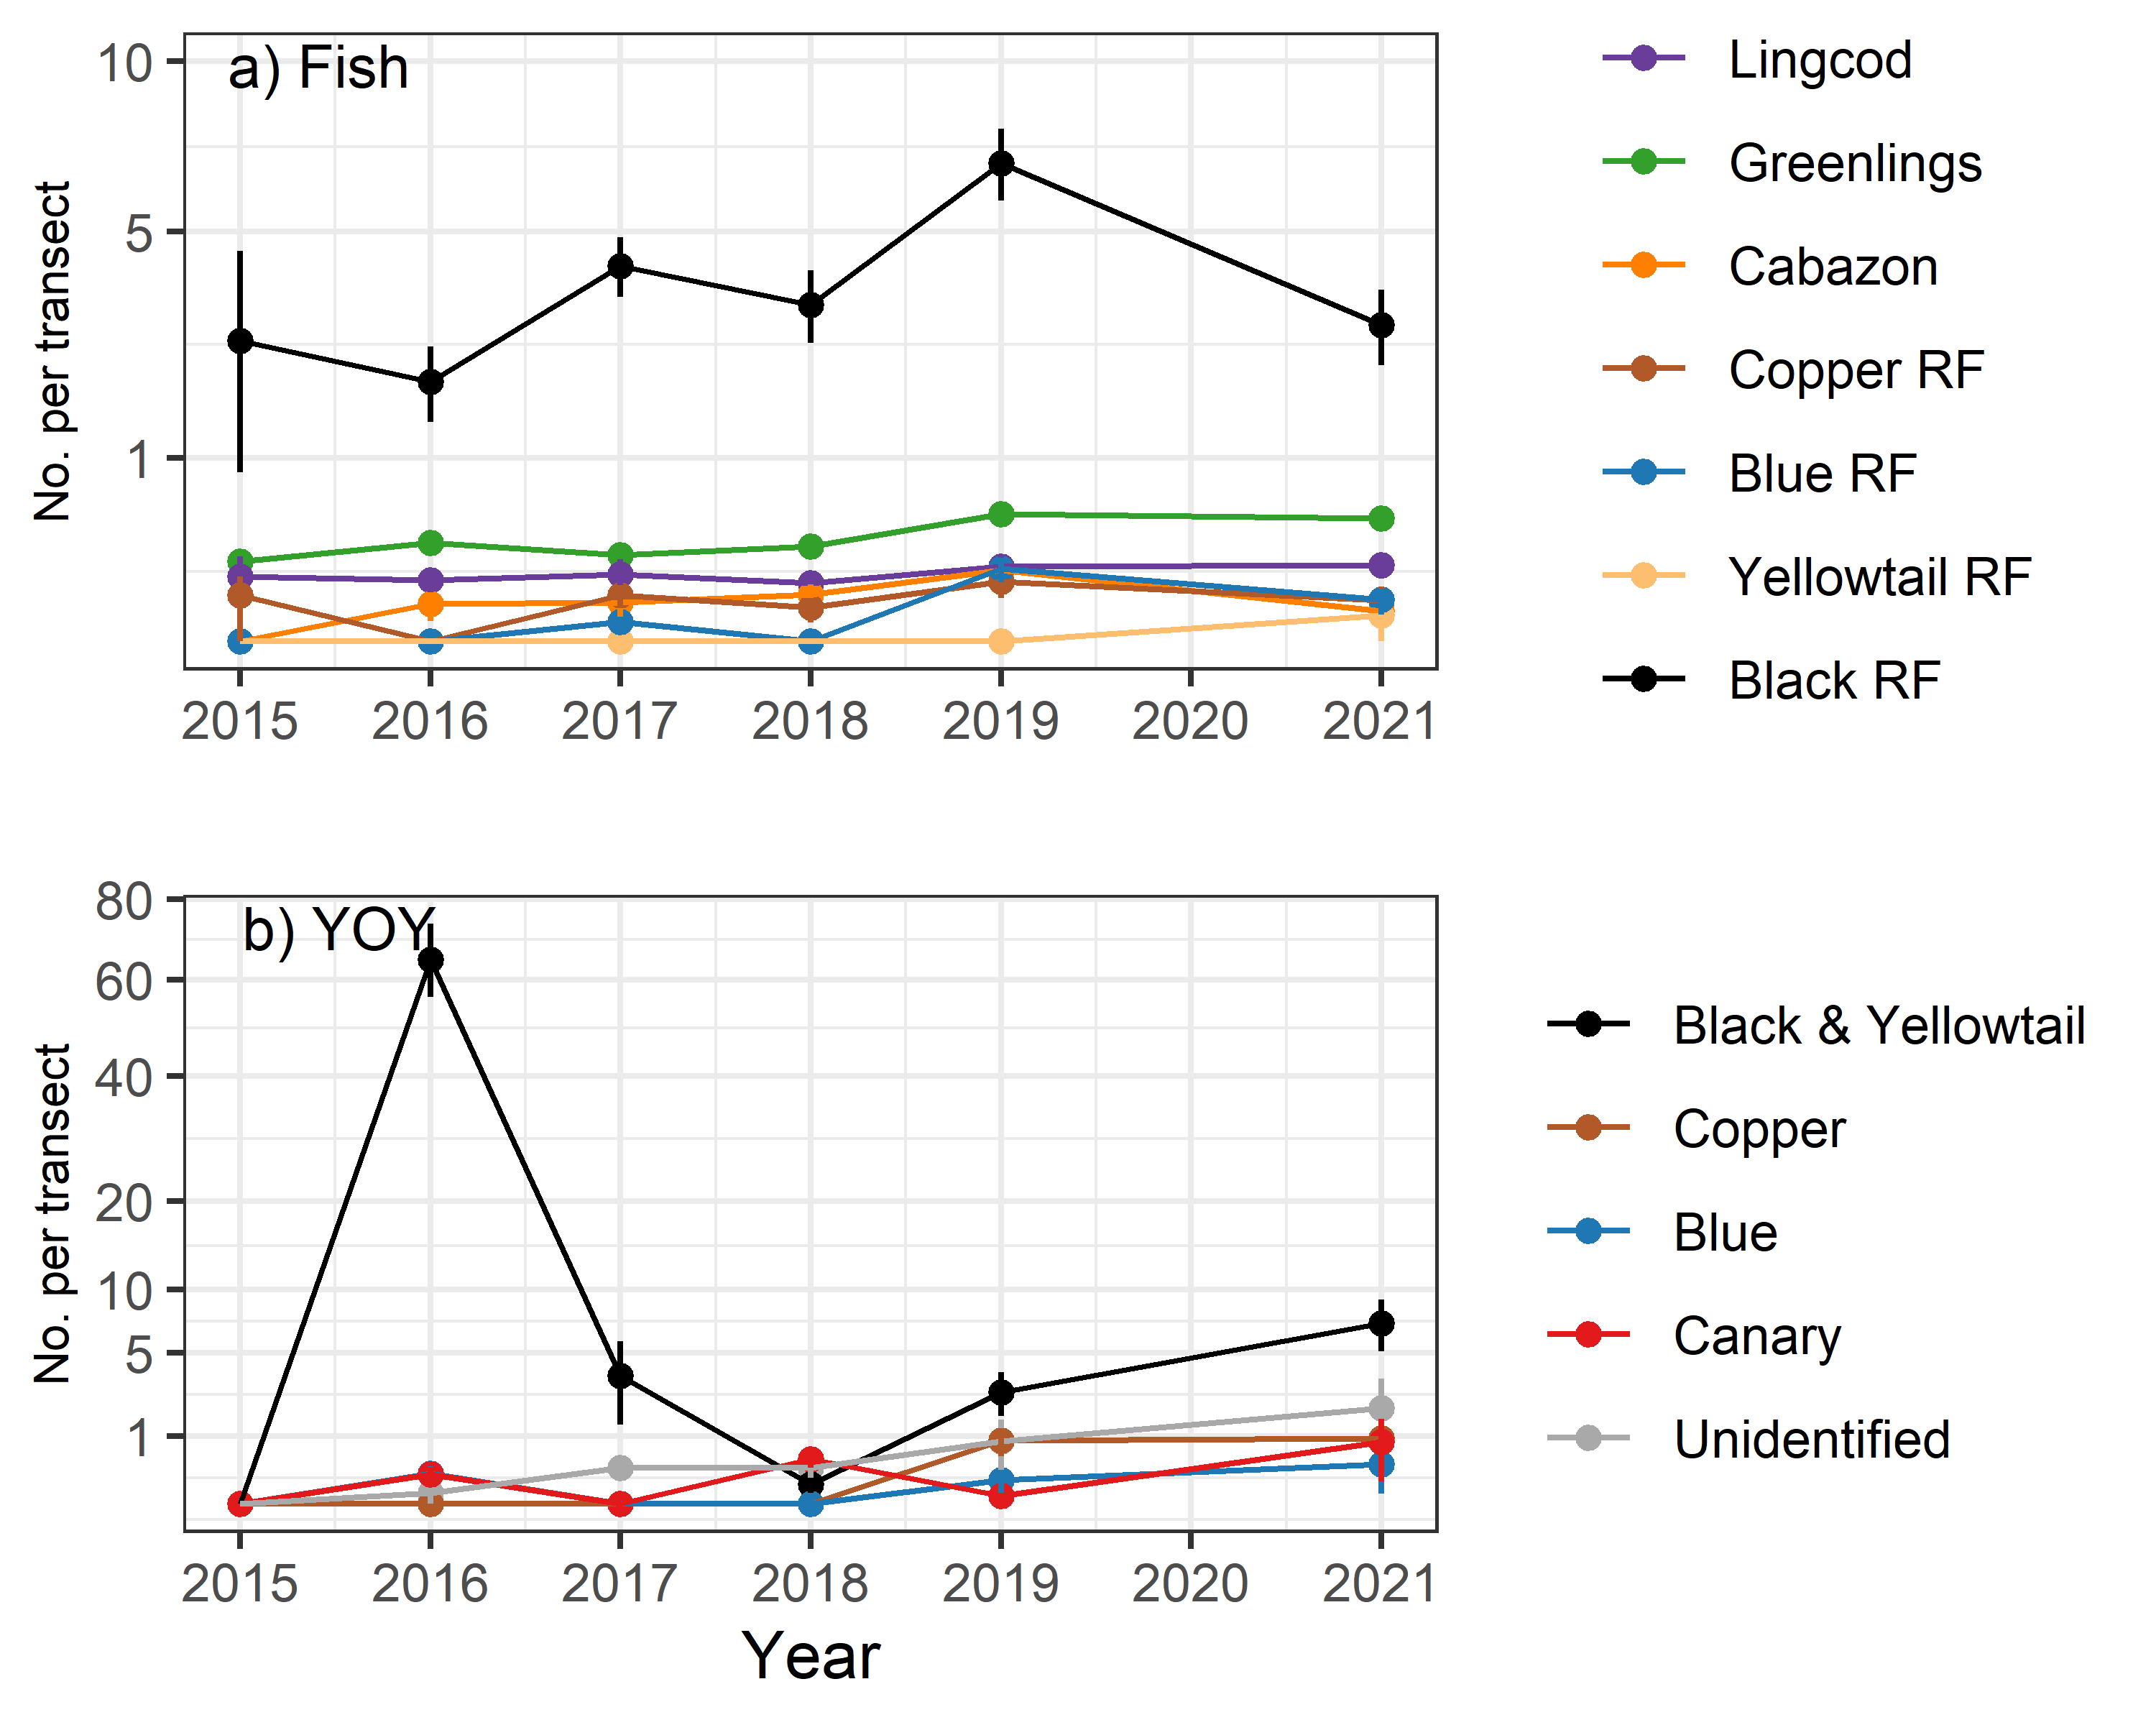 a) Fish
No. per transect
10
5
1
2015 2016 2017 2018 2019 2020 2021
Lingcod
Greenlings
Cabazon
Copper RF
Blue RF
Yellowtail RF
Black RF
b) YOY
No. per transect
80
60
40
20
10
5
1
2015 2016 2017 2018 2019 2020 2021
Year
Black & Yellowtail
Copper
Blue
Canary
Unidentified